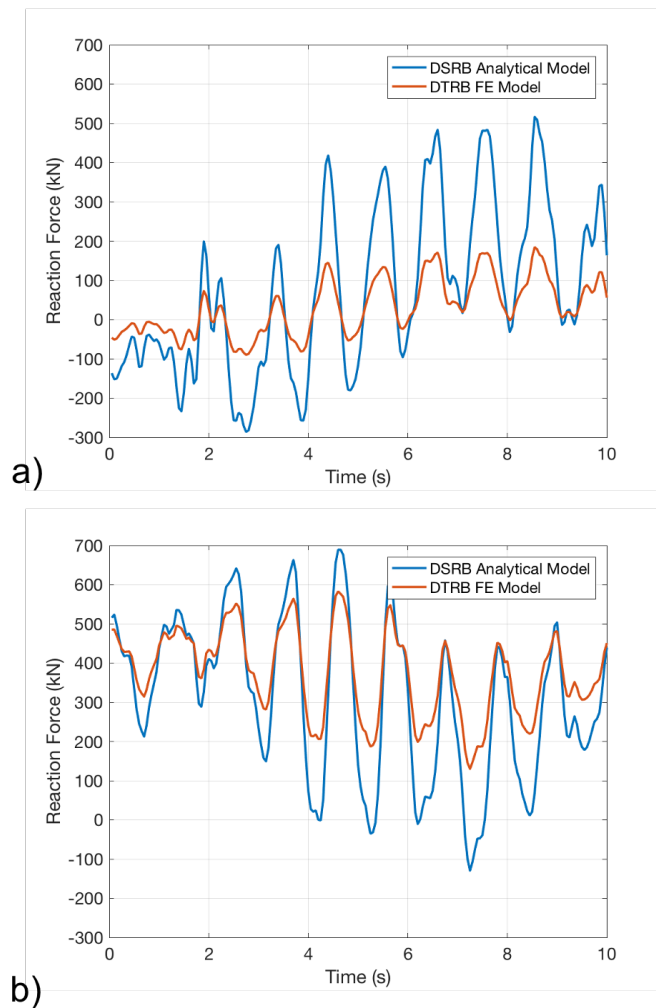 700
600
500
400
300
200
100
0
-100
-200
-300
Reaction Force (kN)
DSRB Analytical Model
DTRB FE Model
0 2 4 6 8 10
Time (s)
a)
700
600
500
400
300
200
100
0
-100
-200
-300
Reaction Force (kN)
DSRB Analytical Model
DTRB FE Model
0 2 4 6 8 10
Time (s)
b)